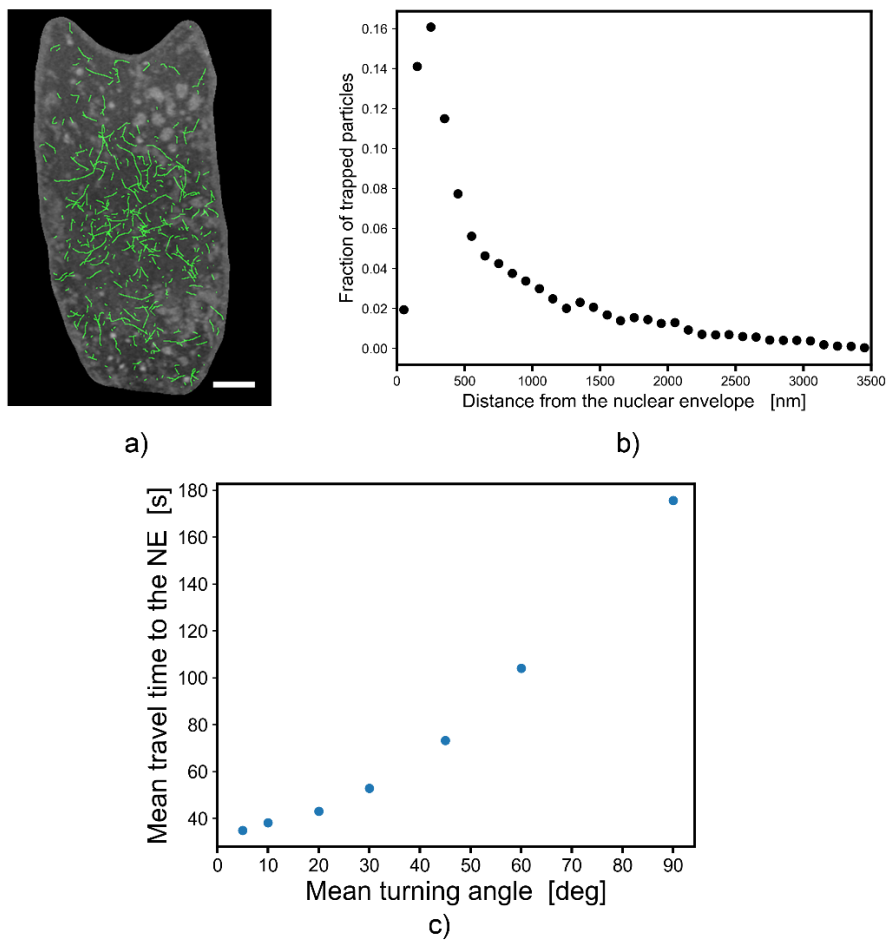 0.16
0.14
0.12
0.10
0.08
0.06
0.04
0.02
0.00
Fraction of trapped particles
0 500 1000 1500 2000 2500 3000 3500
Distance from the nuclear envelope [nm]
a)
b)
180
160
140
120
100
80
60
40
Mean travel time to the NE [s]
0 10 20 30 40 50 60 70 80 90
Mean turning angle [deg]
c)